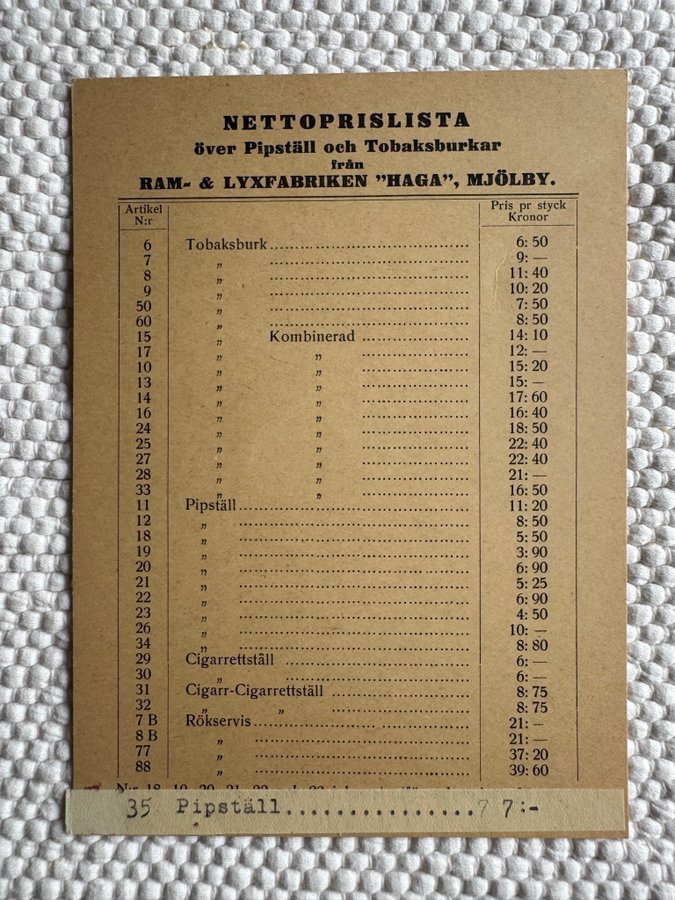 NETTOPRISLISTA
över Pipställ och Tobaksburkar
från
RAM- & LYXFABRIKEN ”HAGA”, MJÖLBY.
Artikel N:r Pris pr styck Kronor
6 Tobaksburk........ 6: 50
7 „ ........ 9: —
8 „ ........ 11: 40
9 „ ........ 10: 20
50 „ ........ 7: 50
60 „ ........ 8: 50
15 „ Kombinerad ........ 14: 10
17 „ „ ........ 12: —
10 „ „ ........ 15: 20
13 „ „ ........ 15: —
14 „ „ ........ 17: 60
16 „ „ ........ 16: 40
24 „ „ ........ 18: 50
25 „ „ ........ 22: 40
27 „ „ ........ 22: 40
28 „ „ ........ 21: —
33 „ „ ........ 16: 50
11 Pipställ........ 11: 20
12 „ ........ 8: 50
18 „ ........ 5: 50
19 „ ........ 3: 90
20 „ ........ 6: 90
21 „ ........ 5: 25
22 „ ........ 6: 90
23 „ ........ 4: 50
26 „ ........ 10: —
34 „ ........ 8: 80
29 Cigarrettställ ........ 6: —
30 „ ........ 6: —
31 Cigarr-Cigarrettställ ........ 8: 75
32 „ „ ........ 8: 75
7 B Rökservis........ 21: —
8 B „ ........ 21: —
77 „ ........ 37: 20
88 „ ........ 39: 60
35 Pipställ...............7 7:-